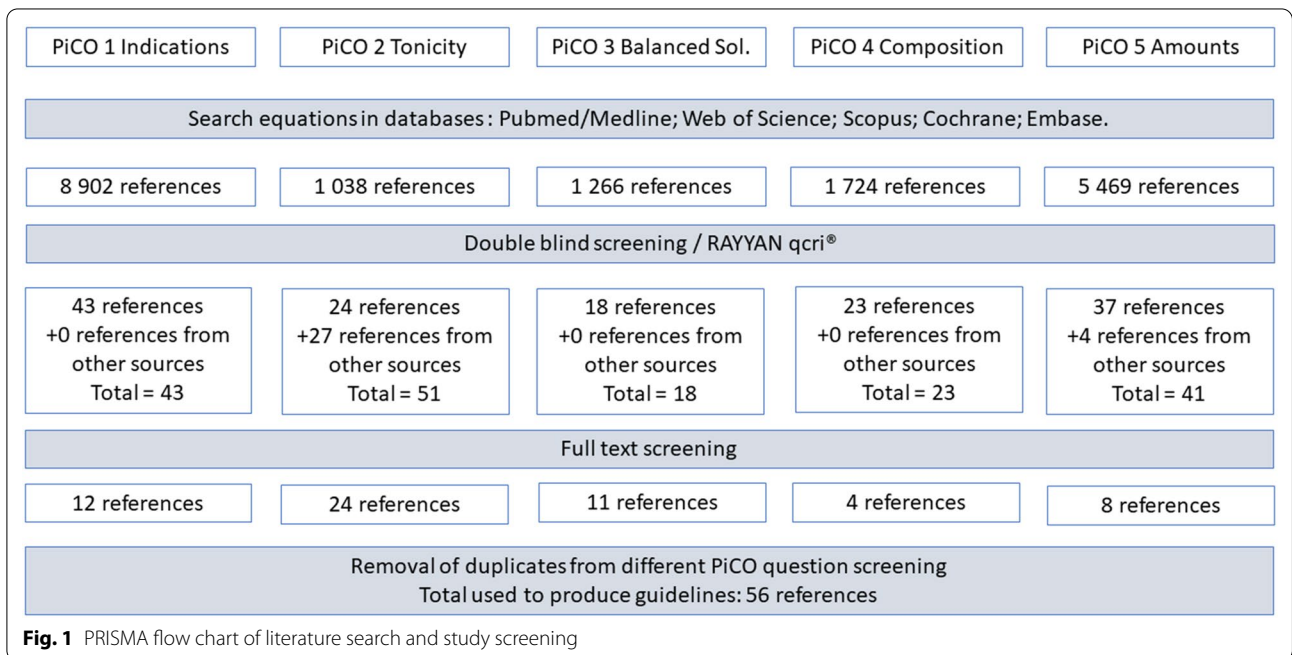 PiCO 1 Indications
PiCO 2 Tonicity
PiCO 3 Balanced Sol.
PiCO 4 Composition
PiCO 5 Amounts
Search equations in databases : Pubmed/Medline; Web of Science; Scopus; Cochrane; Embase.
8 902 references
1 038 references
1 266 references
1 724 references
5 469 references
Double blind screening / RAYYAN qcri®
43 references
+0 references from
other sources
Total = 43
24 references
+27 references from
other sources
Total = 51
18 references
+0 references from
other sources
Total = 18
23 references
+0 references from
other sources
Total = 23
37 references
+4 references from
other sources
Total = 41
Full text screening
12 references
24 references
11 references
4 references
8 references
Removal of duplicates from different PiCO question screening
Total used to produce guidelines: 56 references
Fig. 1 PRISMA flow chart of literature search and study screening